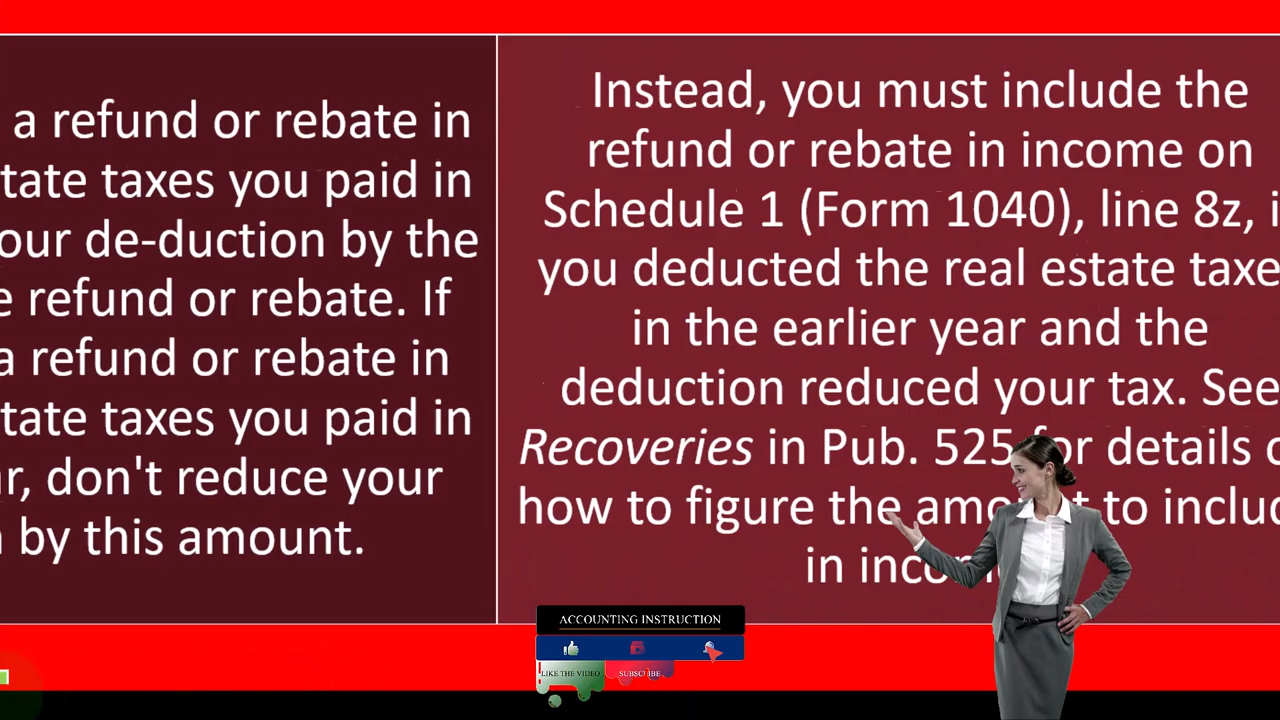 a refund or rebate in
tate taxes you paid in
our de-duction by the
e refund or rebate. If
a refund or rebate in
tate taxes you paid in
r, don't reduce your
by this amount.
Instead, you must include the
refund or rebate in income on
Schedule 1 (Form 1040), line 8z, i
you deducted the real estate taxe
in the earlier year and the
deduction reduced your tax. See
Recoveries in Pub. 525 for details o
how to figure the amount to includ
in incom
ACCOUNTING INSTRUCTION
LIKE THE VIDEO
SUBSCRIBE